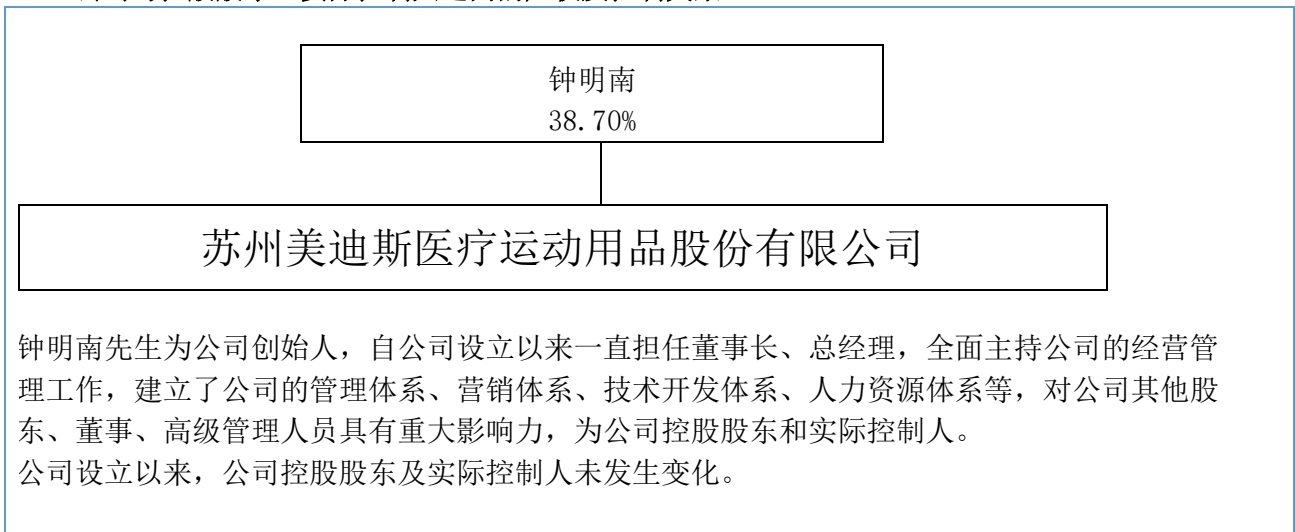 钟明南
38.70%
苏州美迪斯医疗运动用品股份有限公司
钟明南先生为公司创始人，自公司设立以来一直担任董事长、总经理，全面主持公司的经营管
理工作，建立了公司的管理体系、营销体系、技术开发体系、人力资源体系等，对公司其他股
东、董事、高级管理人员具有重大影响力，为公司控股股东和实际控制人。
公司设立以来，公司控股股东及实际控制人未发生变化。